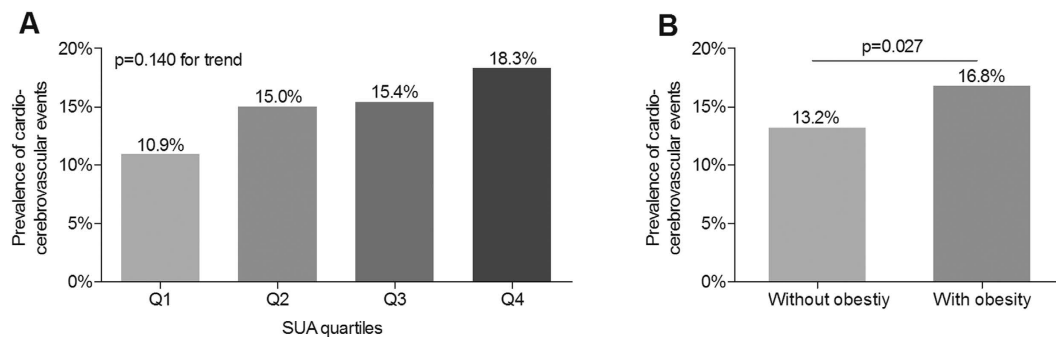 A
Prevalence of cardio-
cerebrovascular events
20%
15%
10%
5%
0%
p=0.140 for trend
10.9%
15.0%
15.4%
18.3%
Q1
Q2
Q3
Q4
SUA quartiles
B
Prevalence of cardio-
cerebrovascular events
20%
15%
10%
5%
0%
p=0.027
13.2%
16.8%
Without obestiy
With obesity